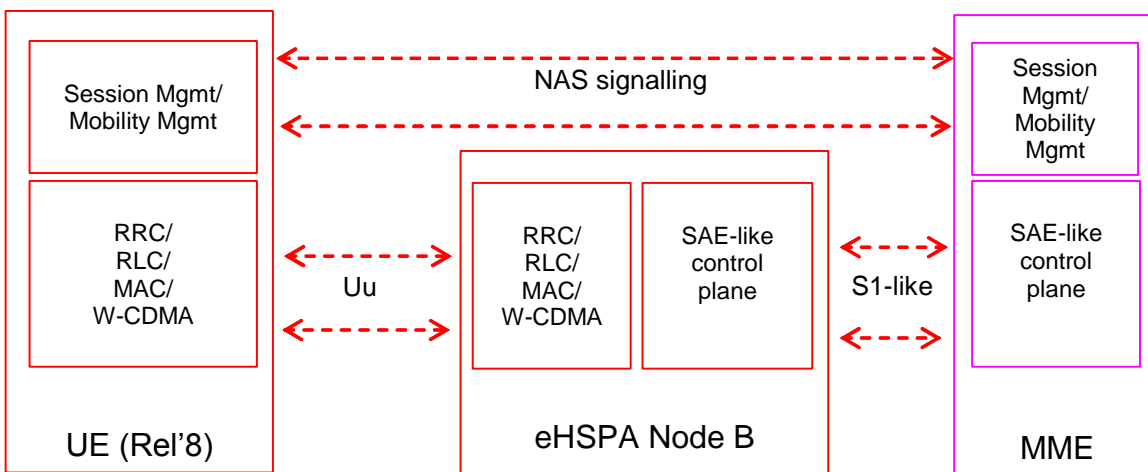 Session Mgmt/
Mobility Mgmt
RRC/
RLC/
MAC/
W-CDMA
UE (Rel'8)
NAS signalling
Uu
RRC/
RLC/
MAC/
W-CDMA
SAE-like
control
plane
eHSPA Node B
S1-like
Session
Mgmt/
Mobility
Mgmt
SAE-like
control
plane
MME